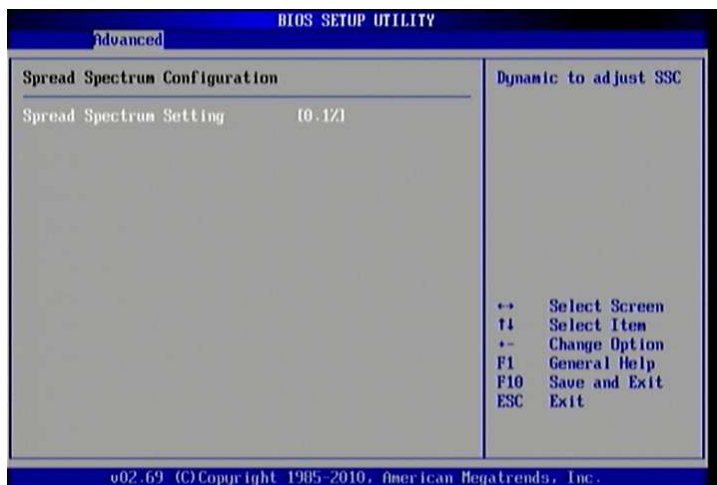 BIOS SETUP UTILITY
Advanced
Spread Spectrum Configuration
Spread Spectrum Setting [0.1%]
Dynamic to adjust SSC
↔ Select Screen
↑↓ Select Item
+- Change Option
F1 General Help
F10 Save and Exit
ESC Exit
v02.69 (C)Copyright 1985-2010, American Megatrends, Inc.